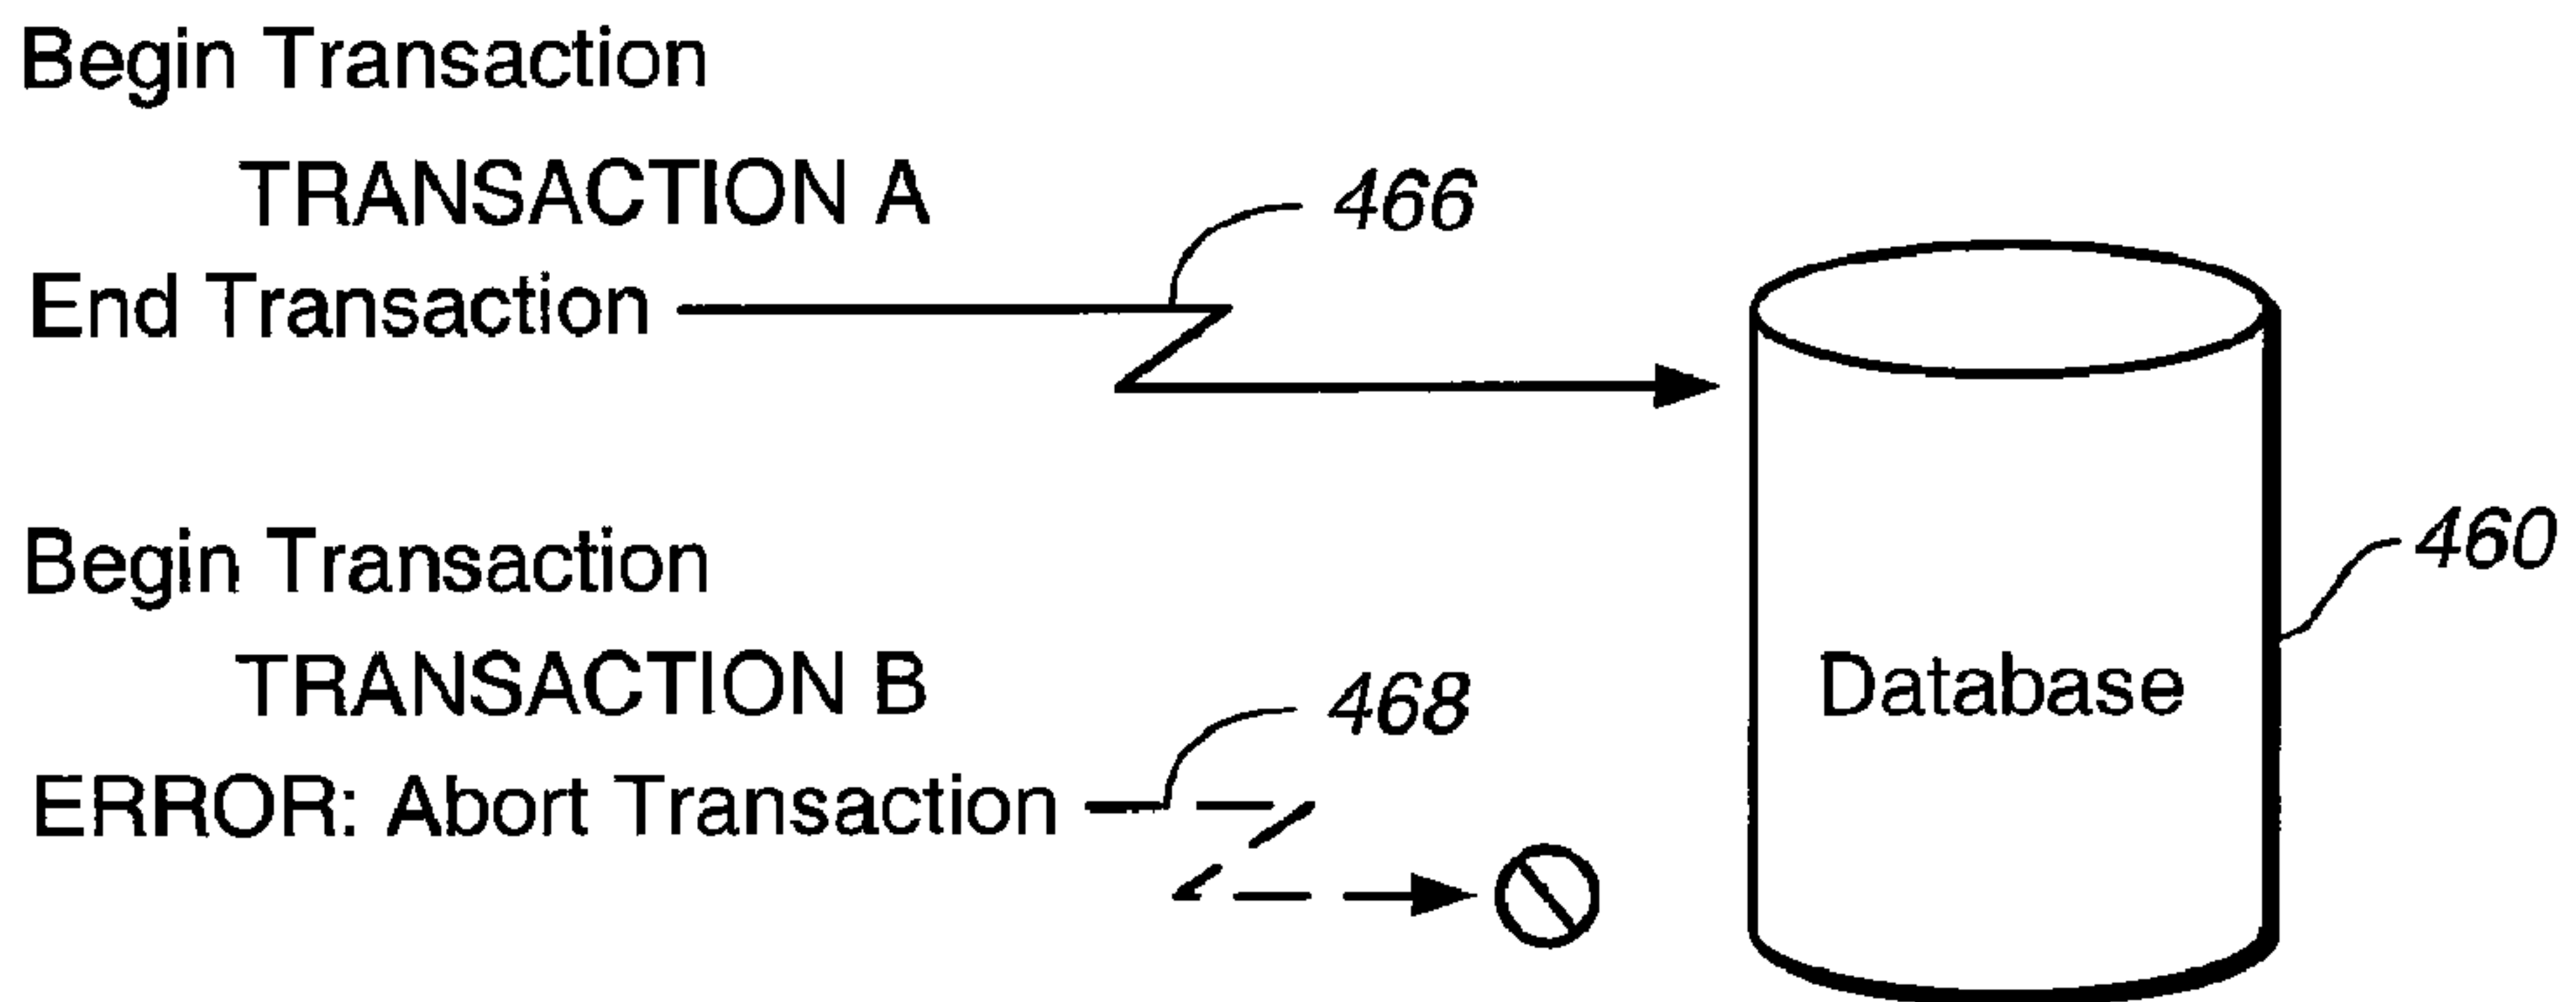 Begin Transaction
TRANSACTION A
466
End Transaction
460
Begin Transaction
TRANSACTION B
468
Database
ERROR: Abort Transaction